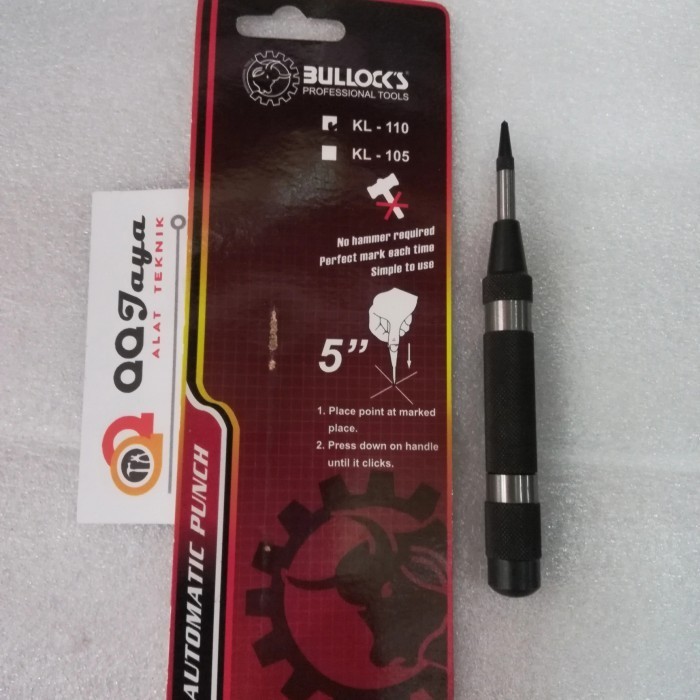 BULLOCK'S
PROFESSIONAL TOOLS
KL - 110
KL - 105
No hammer required
Perfect mark each time
Simple to use
5"
1. Place point at marked
place.
2. Press down on handle
until it clicks.
AUTOMATIC PUNCH
QQJaya
ALAT TEKNIK